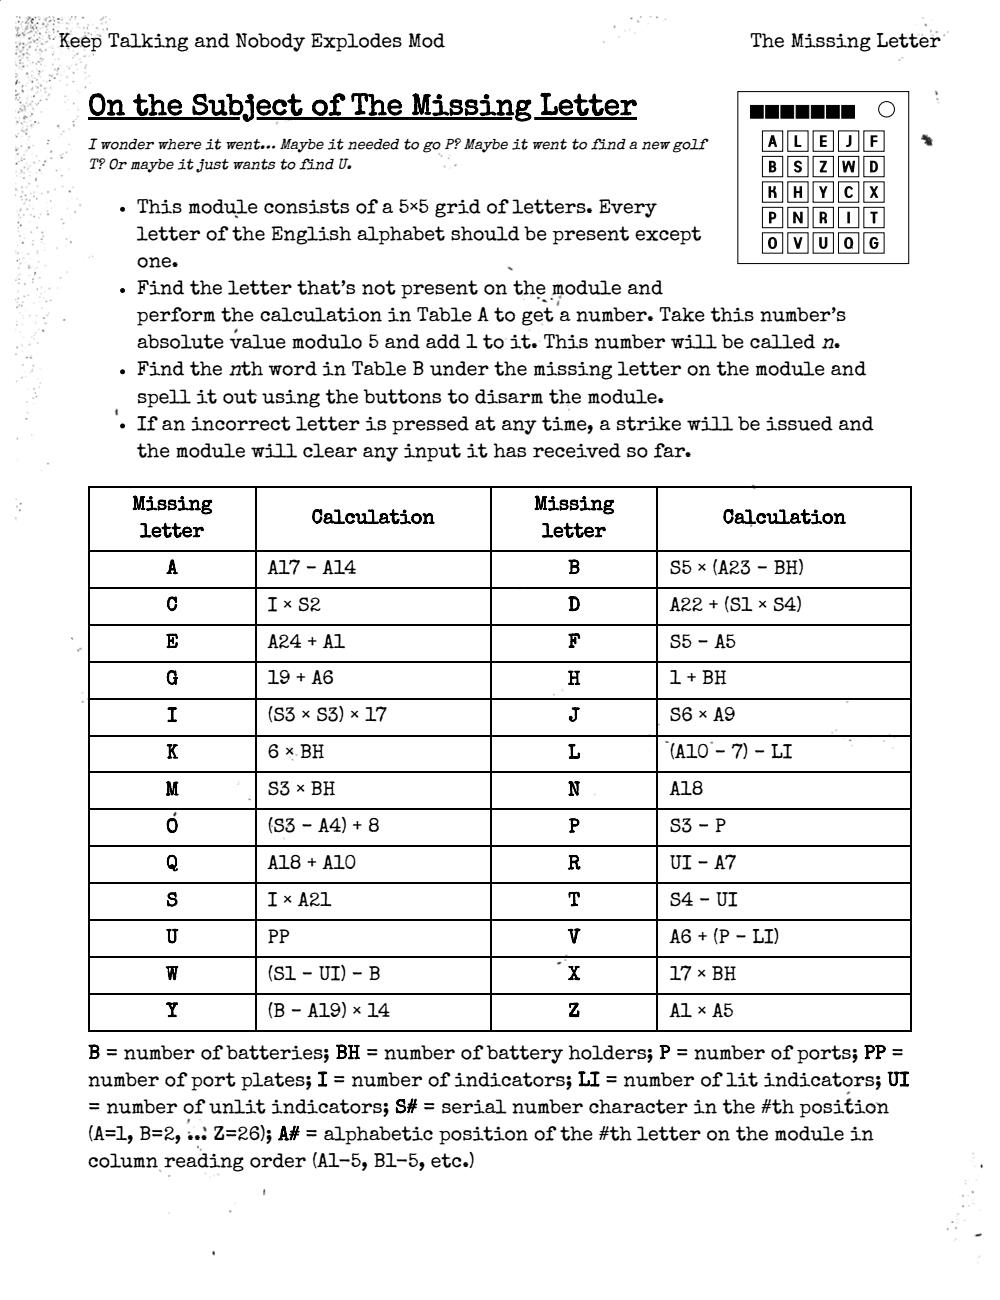 Keep Talking and Nobody Explodes Mod
The Missing Letter
On the Subject of The Missing Letter
I wonder where it went... Maybe it needed to go P? Maybe it went to find a new golf
T? Or maybe it just wants to find U.
A L E J F
B S Z W D
K H Y C X
P N R I T
O V U Q G
• This module consists of a 5×5 grid of letters. Every
letter of the English alphabet should be present except
one.
• Find the letter that's not present on the module and
perform the calculation in Table A to get a number. Take this number's
absolute value modulo 5 and add 1 to it. This number will be called n.
• Find the nth word in Table B under the missing letter on the module and
spell it out using the buttons to disarm the module.
• If an incorrect letter is pressed at any time, a strike will be issued and
the module will clear any input it has received so far.
Missing letter Calculation Missing letter Calculation
A A17 – A14 B S5 × (A23 – BH)
C I × S2 D A22 + (S1 × S4)
E A24 + A1 F S5 – A5
G 19 + A6 H 1 + BH
I (S3 × S3) × 17 J S6 × A9
K 6 × BH L (A10 – 7) – LI
M S3 × BH N A18
O (S3 – A4) + 8 P S3 – P
Q A18 + A10 R UI – A7
S I × A21 T S4 – UI
U PP V A6 + (P – LI)
W (S1 – UI) – B X 17 × BH
Y (B – A19) × 14 Z A1 × A5
B = number of batteries; BH = number of battery holders; P = number of ports; PP =
number of port plates; I = number of indicators; LI = number of lit indicators; UI
= number of unlit indicators; S# = serial number character in the #th position
(A=1, B=2, ... Z=26); A# = alphabetic position of the #th letter on the module in
column reading order (A1–5, B1–5, etc.)